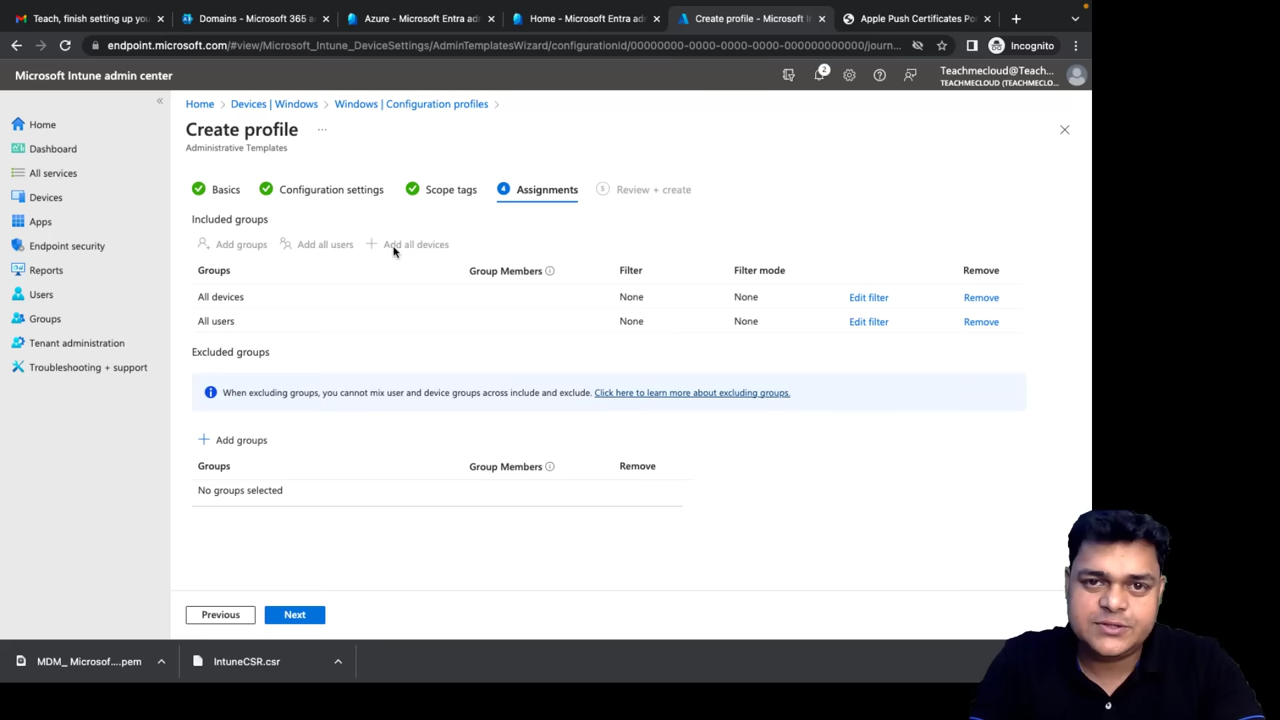 Teach, finish setting up you
Domains - Microsoft 365 a
Azure - Microsoft Entra ad
Home - Microsoft Entra ad
Create profile - Microsoft In
Apple Push Certificates Po
endpoint.microsoft.com/#view/Microsoft_Intune_DeviceSettings/AdminTemplatesWizard/configurationId/00000000-0000-0000-0000-000000000000/journ...
Incognito
Microsoft Intune admin center
2
Teachmecloud@Teach...
TEACHMECLOUD (TEACHMECLO...
Home
Dashboard
All services
Devices
Apps
Endpoint security
Reports
Users
Groups
Tenant administration
Troubleshooting + support
Home > Devices | Windows > Windows | Configuration profiles >
Create profile ...
Administrative Templates
Basics
Configuration settings
Scope tags
4 Assignments
5 Review + create
Included groups
Add groups Add all users + Add all devices
Groups Group Members Filter Filter mode Remove
All devices None None Edit filter Remove
All users None None Edit filter Remove
Excluded groups
When excluding groups, you cannot mix user and device groups across include and exclude. Click here to learn more about excluding groups.
+ Add groups
Groups Group Members Remove
No groups selected
Previous Next
MDM_ Microsof....pem
IntuneCSR.csr